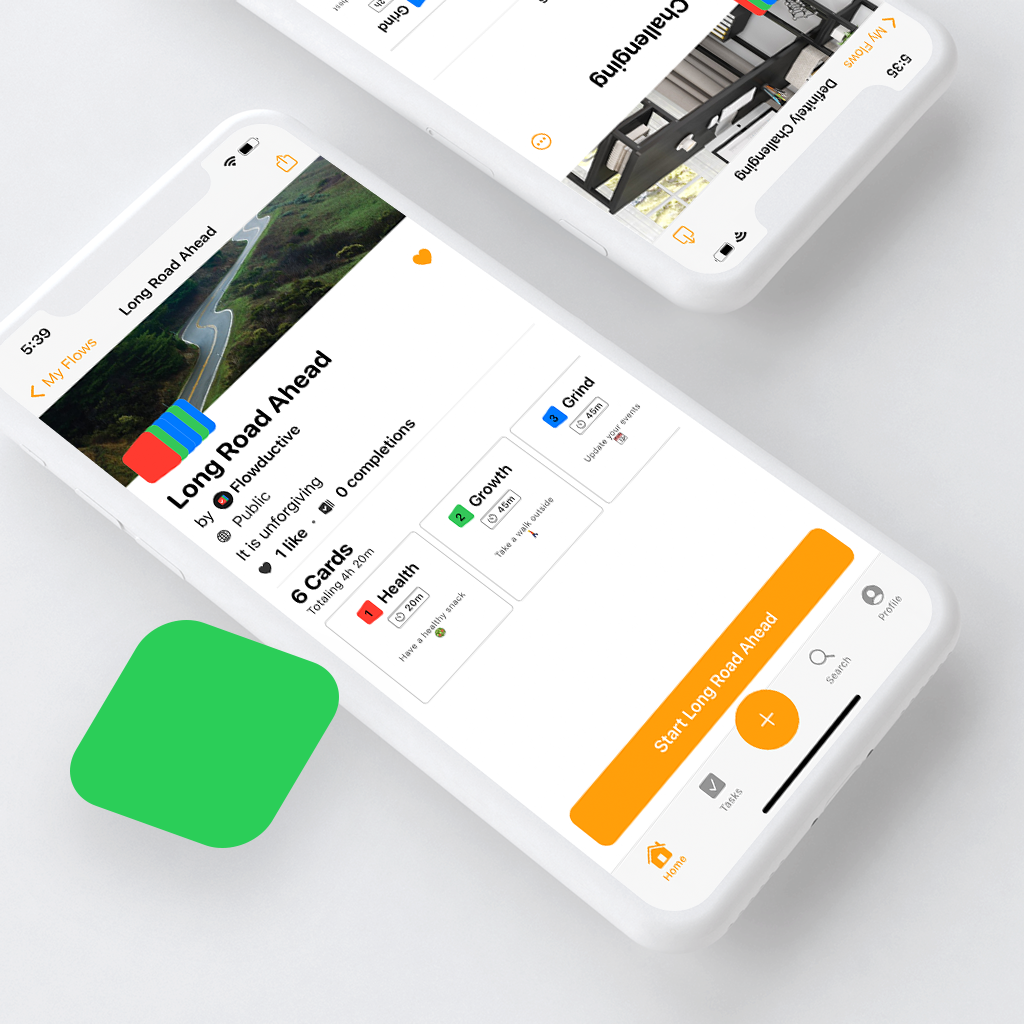 5:39
My Flows
Long Road Ahead
Long Road Ahead
by Flowductive
Public
It is unforgiving
1 like · 0 completions
6 Cards
Totaling 4h 20m
1 Health
20m
Have a healthy snack
2 Growth
45m
Take a walk outside
3 Grind
45m
Update your events
Start Long Road Ahead
Home
Tasks
Search
Profile
5:35
My Flows
Definitely Challenging
Challenging
Grind
2h